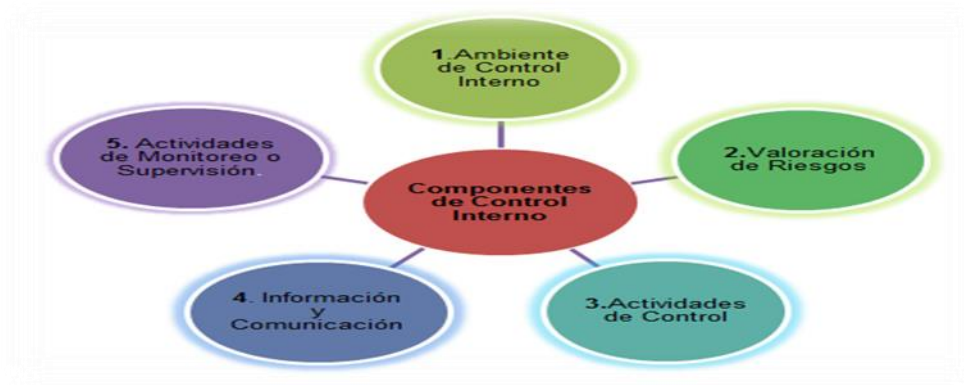 1.Ambiente
de Control
Interno
2.Valoración
de Riesgos
3.Actividades
de Control
4. Información
y
Comunicación
5. Actividades
de Monitoreo o
Supervisión.
Componentes
de Control
Interno